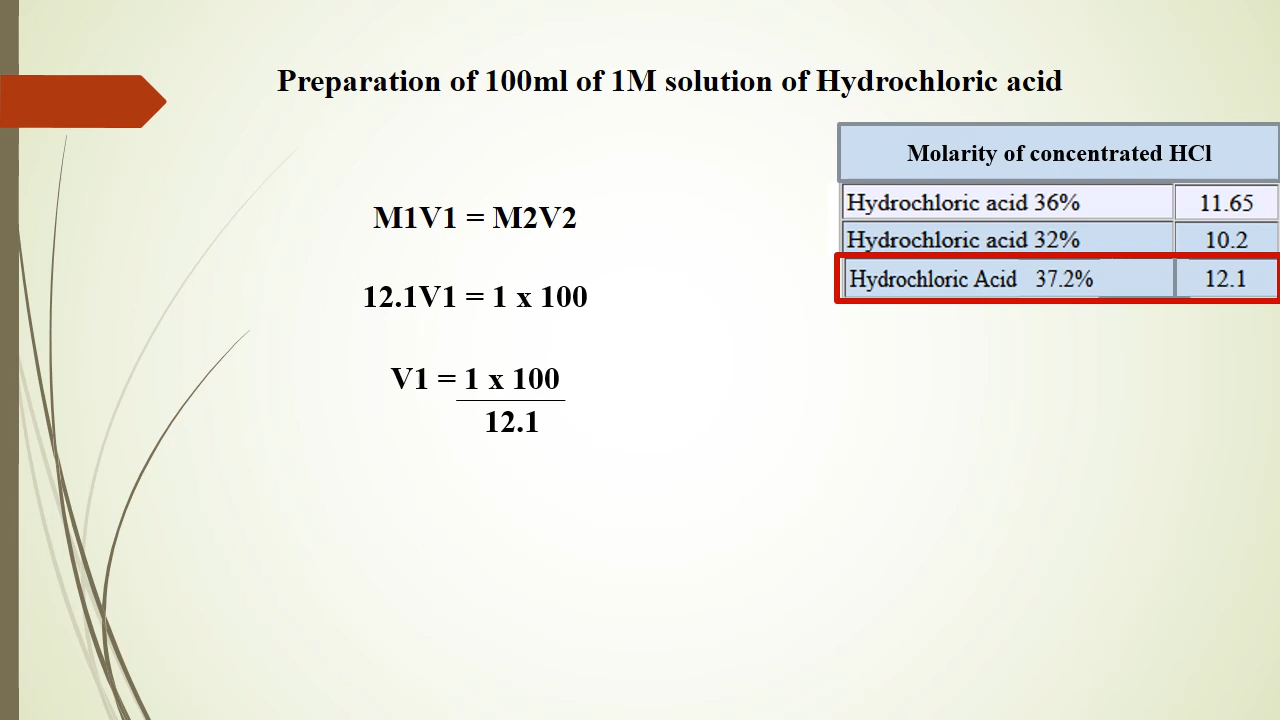 Preparation of 100ml of 1M solution of Hydrochloric acid
Molarity of concentrated HCl
Hydrochloric acid 36% 11.65
Hydrochloric acid 32% 10.2
Hydrochloric Acid 37.2% 12.1
M1V1 = M2V2
12.1V1 = 1 x 100
V1 = 1 x 100
12.1